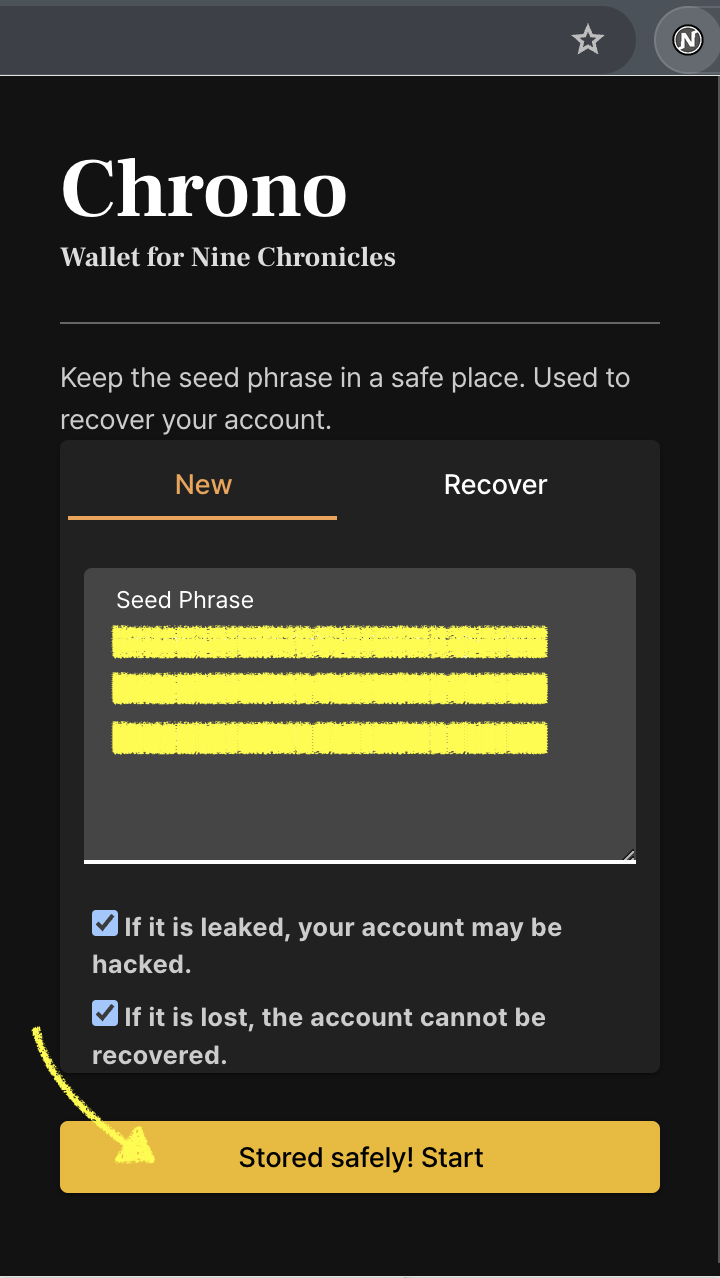 N
Chrono
Wallet for Nine Chronicles
Keep the seed phrase in a safe place. Used to
recover your account.
New Recover
Seed Phrase
If it is leaked, your account may be
hacked.
If it is lost, the account cannot be
recovered.
Stored safely! Start